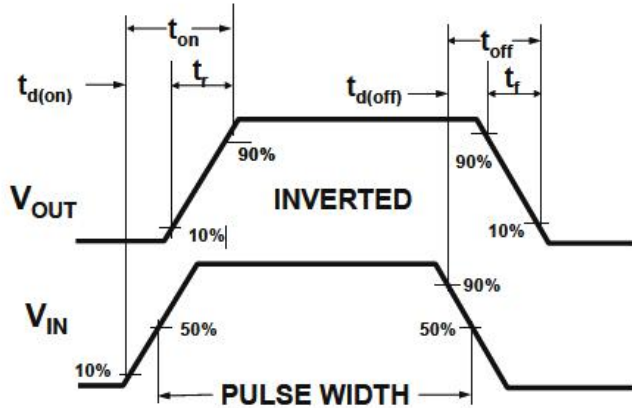 t_on
t_off
t_d(on)
t_r
t_d(off)
t_f
90%
90%
V_OUT
INVERTED
10%
10%
90%
V_IN
50%
50%
10%
PULSE WIDTH